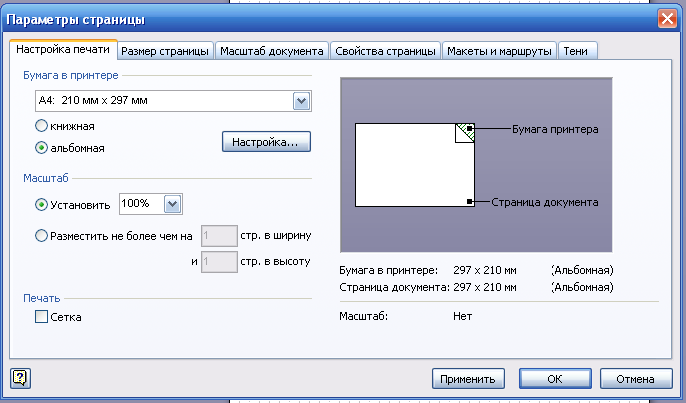 Параметры страницы
Настройка печати Размер страницы Масштаб документа Свойства страницы Макеты и маршруты Тени
Бумага в принтере
A4: 210 мм x 297 мм
книжная
альбомная
Настройка...
Масштаб
Установить 100%
Разместить не более чем на 1 стр. в ширину
и 1 стр. в высоту
Печать
Сетка
Бумага принтера
Страница документа
Бумага в принтере: 297 x 210 мм (Альбомная)
Страница документа: 297 x 210 мм (Альбомная)
Масштаб: Нет
?
Применить OK Отмена